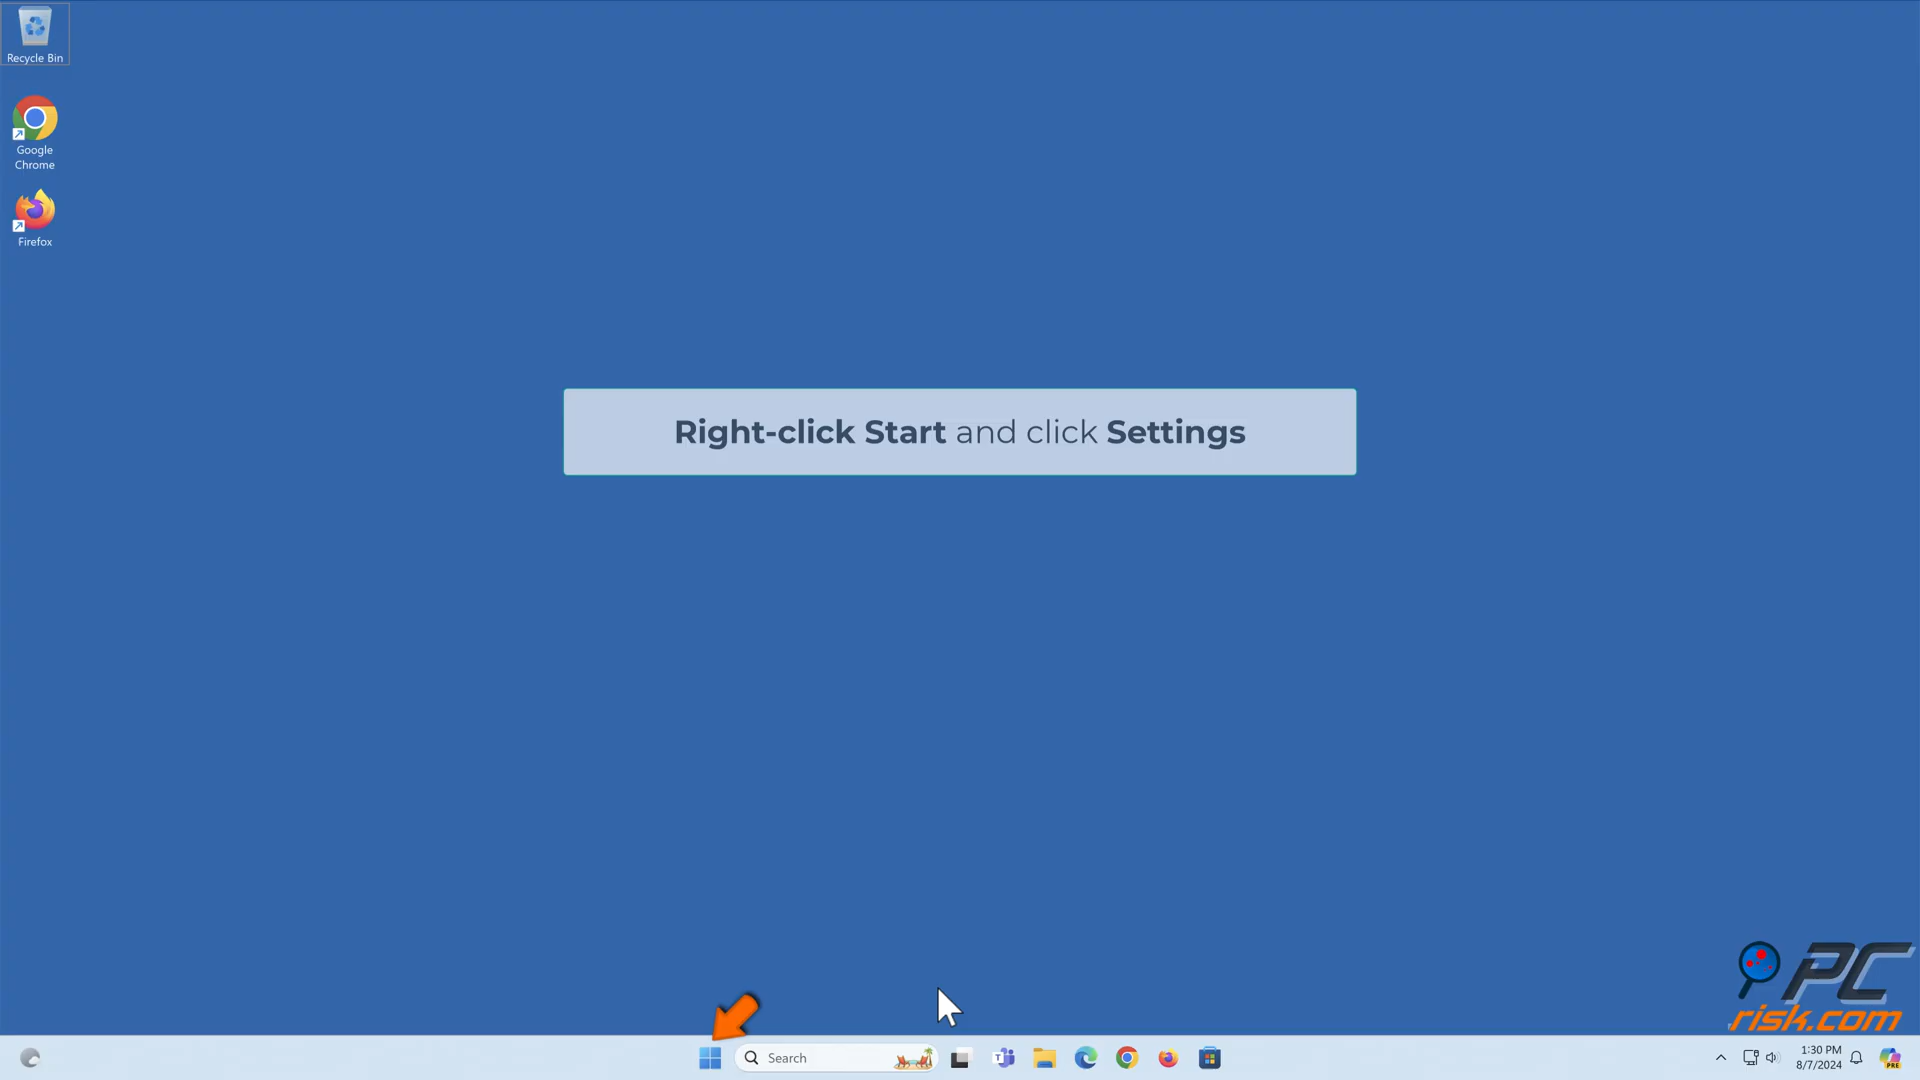 Recycle Bin
Google
Chrome
Firefox
Right-click Start and click Settings
PC
risk.com
Search
T
1:30 PM
8/7/2024
PRE